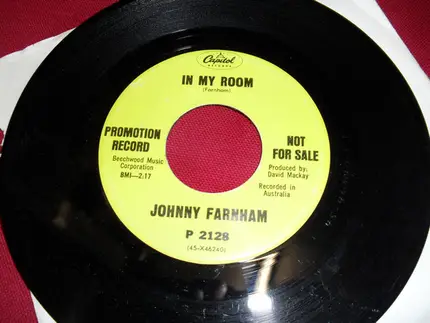 Capitol
RECORDS
IN MY ROOM
(Farnham)
PROMOTION
RECORD
Beechwood Music
Corporation
BMI—2:17
NOT
FOR SALE
Produced by:
David Mackay
Recorded in
Australia
JOHNNY FARNHAM
P 2128
(45-X46240)